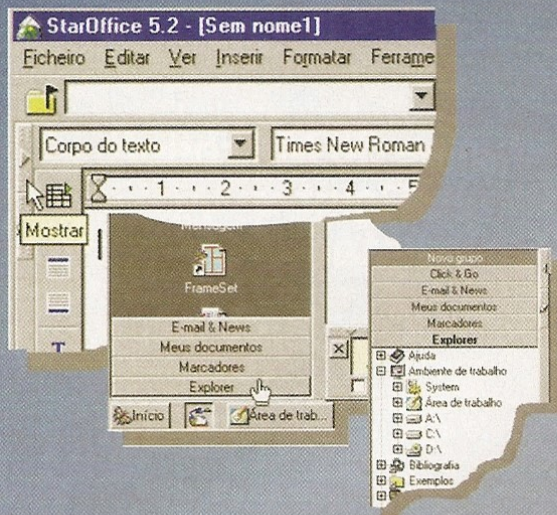 StarOffice 5.2 - [Sem nome1]
Ficheiro Editar Ver Inserir Formatar Ferrame
Corpo do texto Times New Roman
1 2 3 4 5
Mostrar
FrameSet
E-mail & News
Meus documentos
Marcadores
Explorer
Início Área de trab...
Novo grupo
Click & Go
E-mail & News
Meus documentos
Marcadores
Explorer
Ajuda
Ambiente de trabalho
System
Área de trabalho
A:\
C:\
D:\
Bibliografia
Exemplos